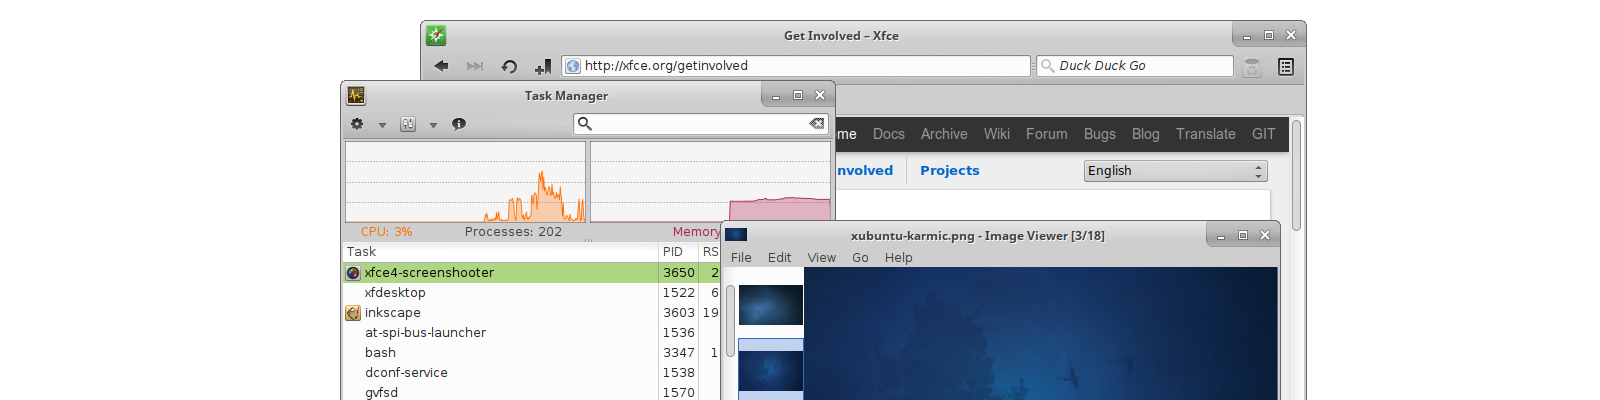 Get Involved – Xfce
http://xfce.org/getinvolved
Duck Duck Go
Task Manager
Docs Archive Wiki Forum Bugs Blog Translate GIT
Projects
English
CPU: 3%
Processes: 202
Memory
Task PID RS
xfce4-screenshooter 3650 2
xfdesktop 1522 6
inkscape 3603 19
at-spi-bus-launcher 1536
bash 3347 1
dconf-service 1538
gvfsd 1570
xubuntu-karmic.png - Image Viewer [3/18]
File Edit View Go Help